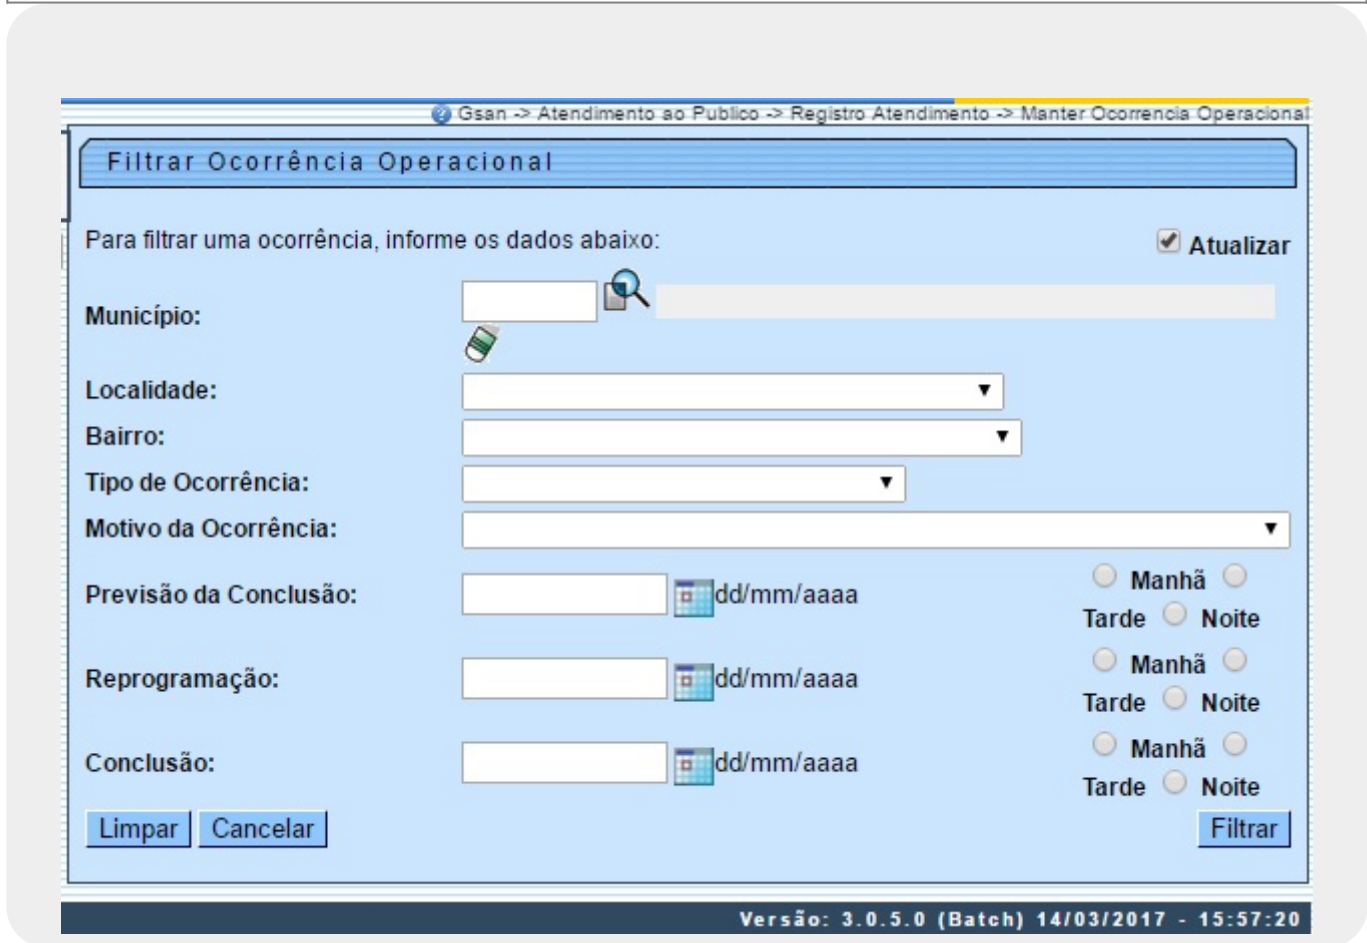 Gsan -> Atendimento ao Publico -> Registro Atendimento -> Manter Ocorrencia Operacional
Filtrar Ocorrência Operacional
Para filtrar uma ocorrência, informe os dados abaixo:
Atualizar
Município:
Localidade:
Bairro:
Tipo de Ocorrência:
Motivo da Ocorrência:
Previsão da Conclusão:
dd/mm/aaaa
Manhã
Tarde Noite
Reprogramação:
dd/mm/aaaa
Manhã
Tarde Noite
Conclusão:
dd/mm/aaaa
Manhã
Tarde Noite
Limpar Cancelar
Filtrar
Versão: 3.0.5.0 (Batch) 14/03/2017 - 15:57:20